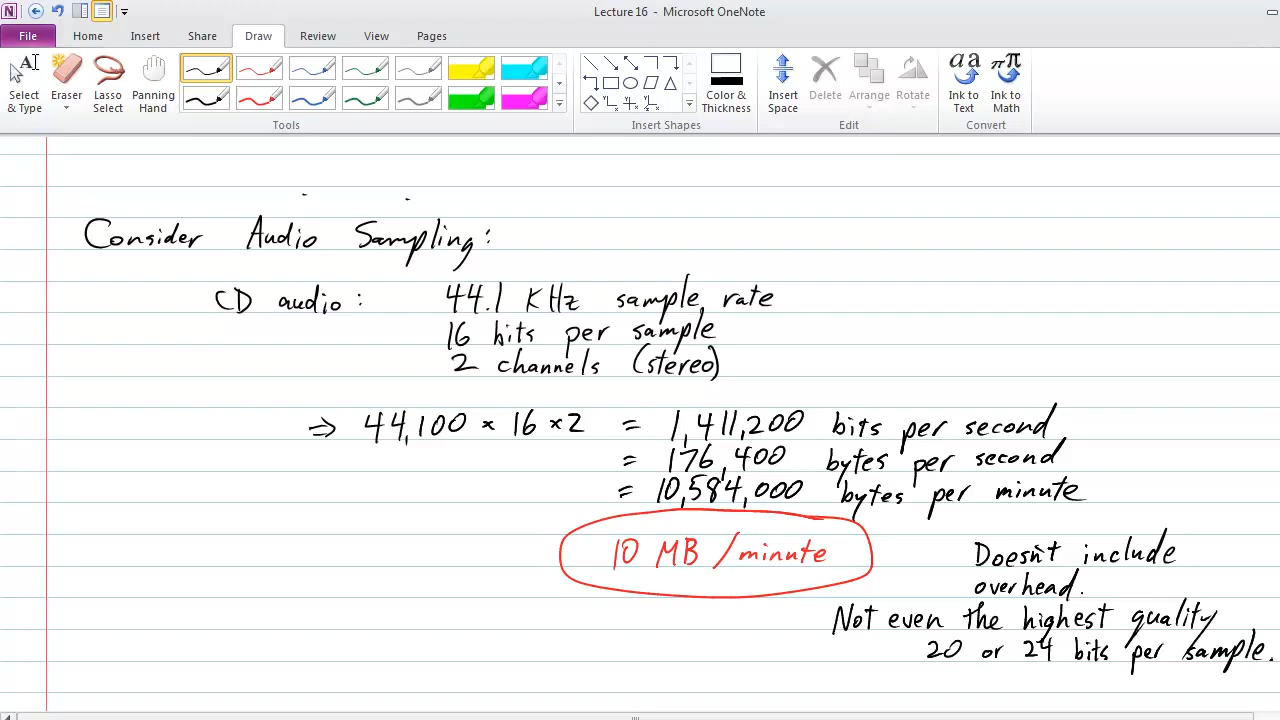 Lecture 16 - Microsoft OneNote
File Home Insert Share Draw Review View Pages
Select & Type Eraser Lasso Select Panning Hand Color & Thickness Insert Space Delete Arrange Rotate Ink to Text Ink to Math
Tools Insert Shapes Edit Convert
Consider Audio Sampling:
CD audio: 44.1 KHz sample rate
16 bits per sample
2 channels (stereo)
⇒ 44,100 × 16 × 2 = 1,411,200 bits per second
= 176,400 bytes per second
= 10,584,000 bytes per minute
10 MB / minute
Doesn't include
overhead.
Not even the highest quality
20 or 24 bits per sample.